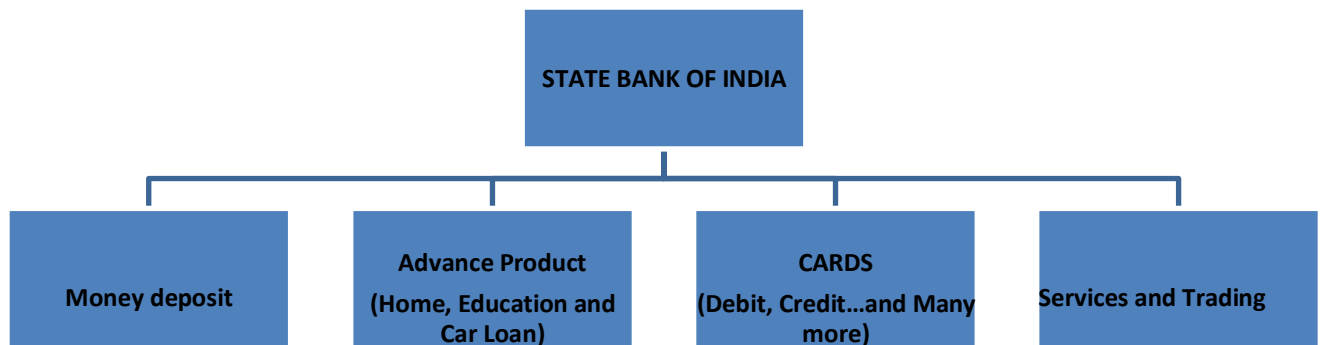 STATE BANK OF INDIA
Money deposit
Advance Product
(Home, Education and
Car Loan)
CARDS
(Debit, Credit...and Many
more)
Services and Trading